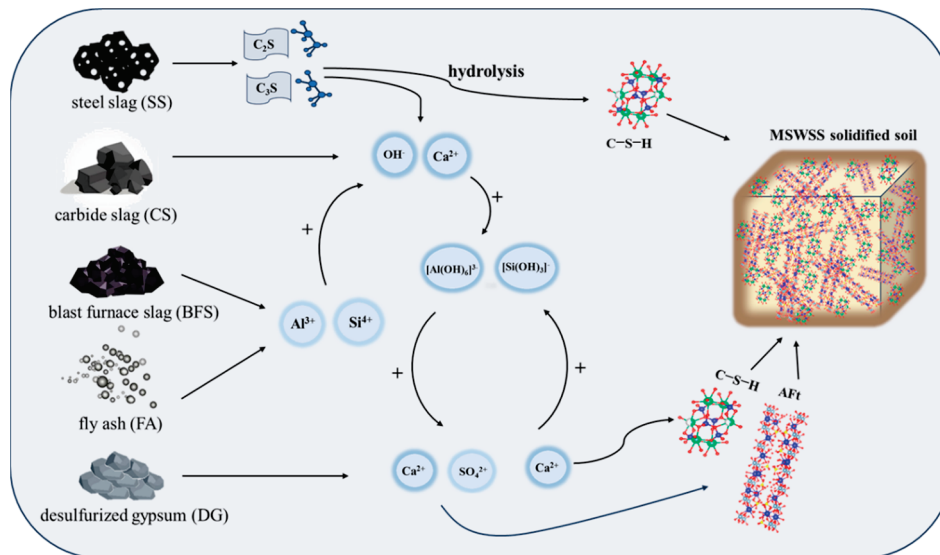 steel slag (SS)
C₂S
C₃S
hydrolysis
C-S-H
MSWSS solidified soil
carbide slag (CS)
OH⁻
Ca²⁺
+
+
blast furnace slag (BFS)
[Al(OH)₆]³⁻
[Si(OH)₃]⁻
Al³⁺
Si⁴⁺
fly ash (FA)
+
+
C-S-H
AFt
desulfurized gypsum (DG)
Ca²⁺
SO₄²⁺
Ca²⁺